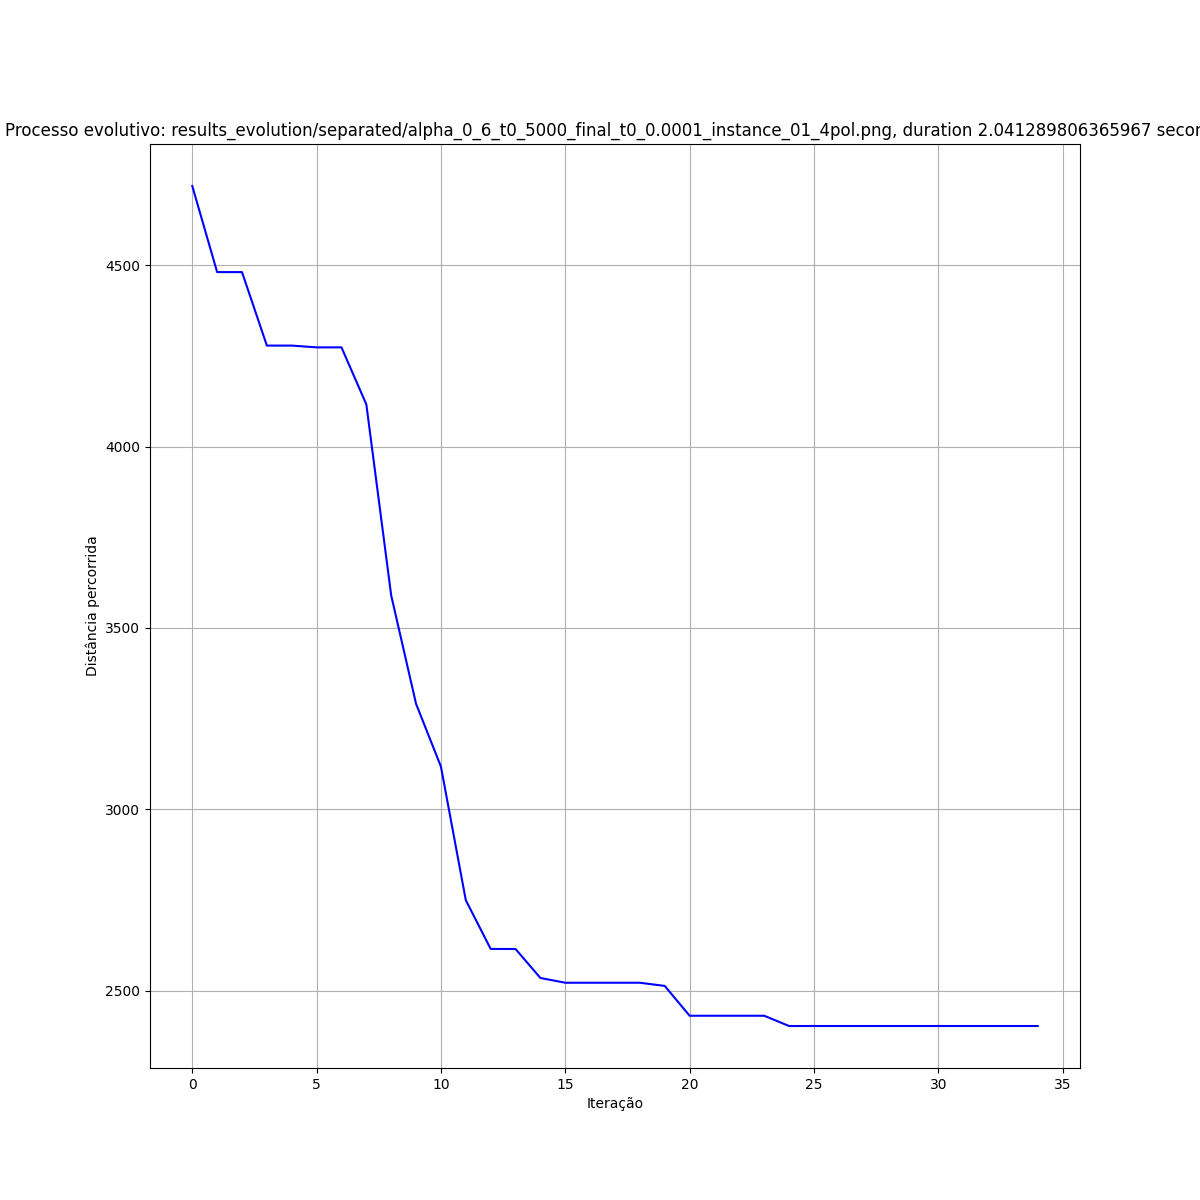 Processo evolutivo: results_evolution/separated/alpha_0_6_t0_5000_final_t0_0.0001_instance_01_4pol.png, duration 2.041289806365967
4500
4000
3500
3000
2500
Distância percorrida
0 5 10 15 20 25 30 35
Iteração